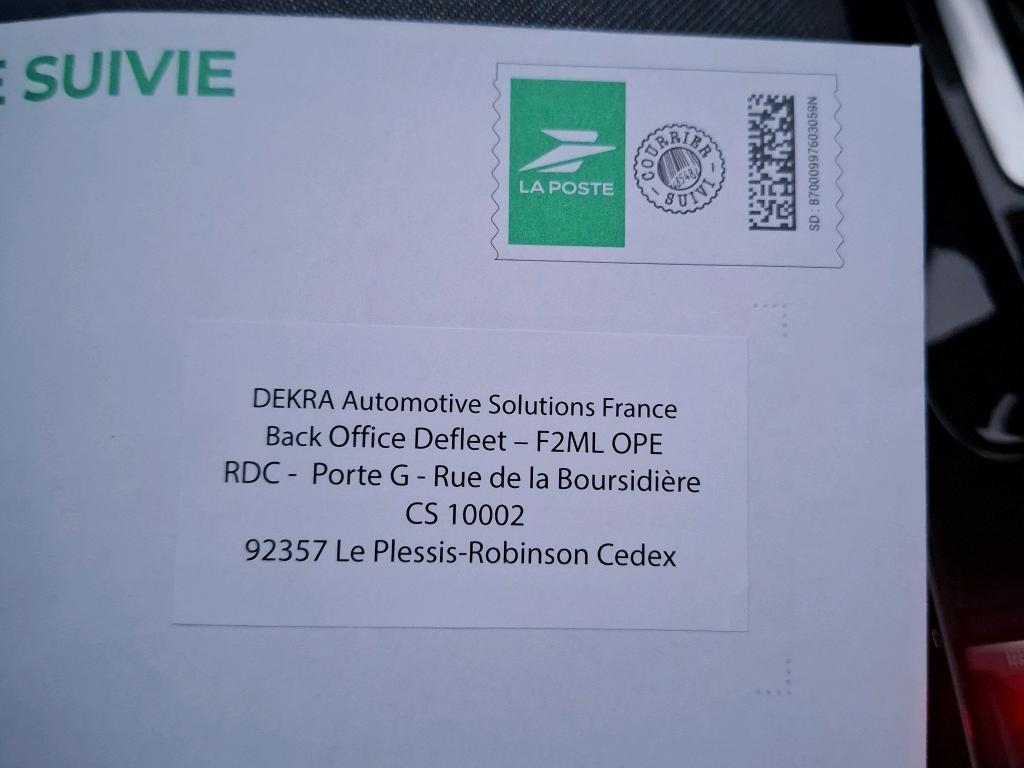 SUIVIE
LA POSTE
COURRIER
SUIVI
SD : 87000997603059N
DEKRA Automotive Solutions France
Back Office Defleet – F2ML OPE
RDC - Porte G - Rue de la Boursidière
CS 10002
92357 Le Plessis-Robinson Cedex